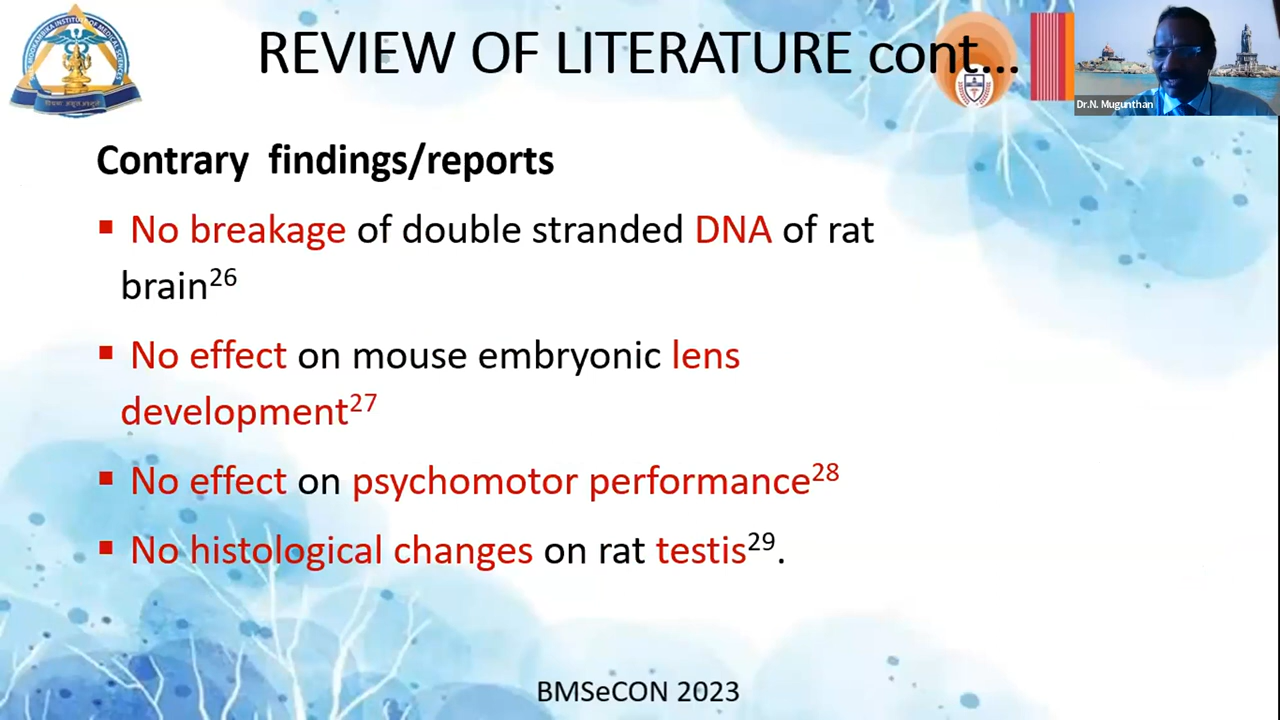 REVIEW OF LITERATURE cont...
Dr.N. Mugunthan
Contrary findings/reports
▪ No breakage of double stranded DNA of rat
brain²⁶
▪ No effect on mouse embryonic lens
development²⁷
▪ No effect on psychomotor performance²⁸
▪ No histological changes on rat testis²⁹.
BMSeCON 2023